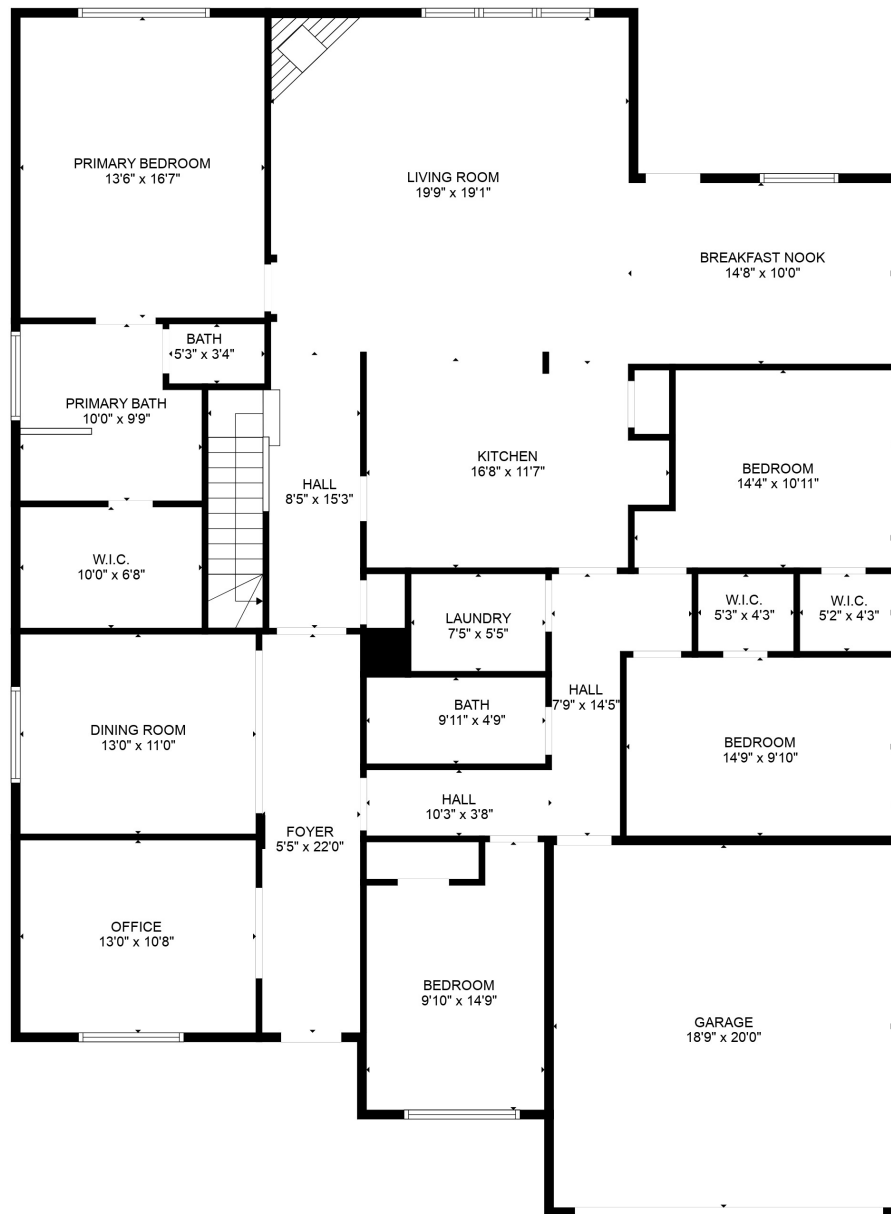 PRIMARY BEDROOM
13'6" x 16'7"
LIVING ROOM
19'9" x 19'1"
BREAKFAST NOOK
14'8" x 10'0"
BATH
5'3" x 3'4"
PRIMARY BATH
10'0" x 9'9"
KITCHEN
16'8" x 11'7"
BEDROOM
14'4" x 10'11"
HALL
8'5" x 15'3"
W.I.C.
10'0" x 6'8"
LAUNDRY
7'5" x 5'5"
W.I.C.
5'3" x 4'3"
W.I.C.
5'2" x 4'3"
HALL
7'9" x 14'5"
BATH
9'11" x 4'9"
DINING ROOM
13'0" x 11'0"
BEDROOM
14'9" x 9'10"
HALL
10'3" x 3'8"
FOYER
5'5" x 22'0"
OFFICE
13'0" x 10'8"
BEDROOM
9'10" x 14'9"
GARAGE
18'9" x 20'0"